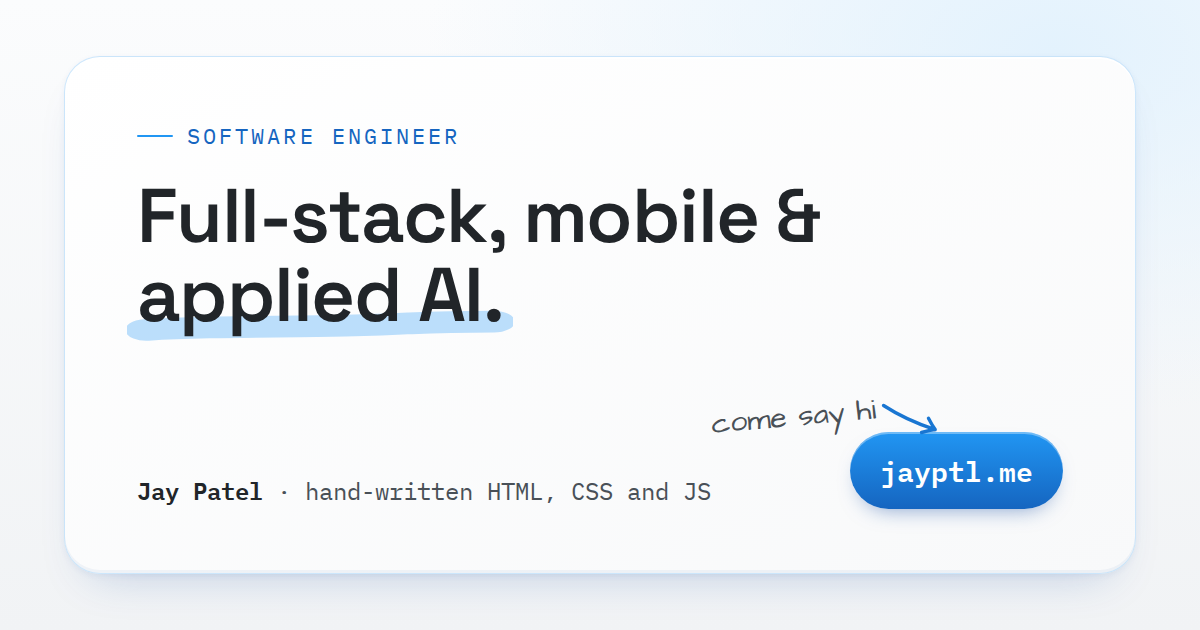 SOFTWARE ENGINEER
Full-stack, mobile &
applied AI.
come say hi
Jay Patel · hand-written HTML, CSS and JS
jayptl.me